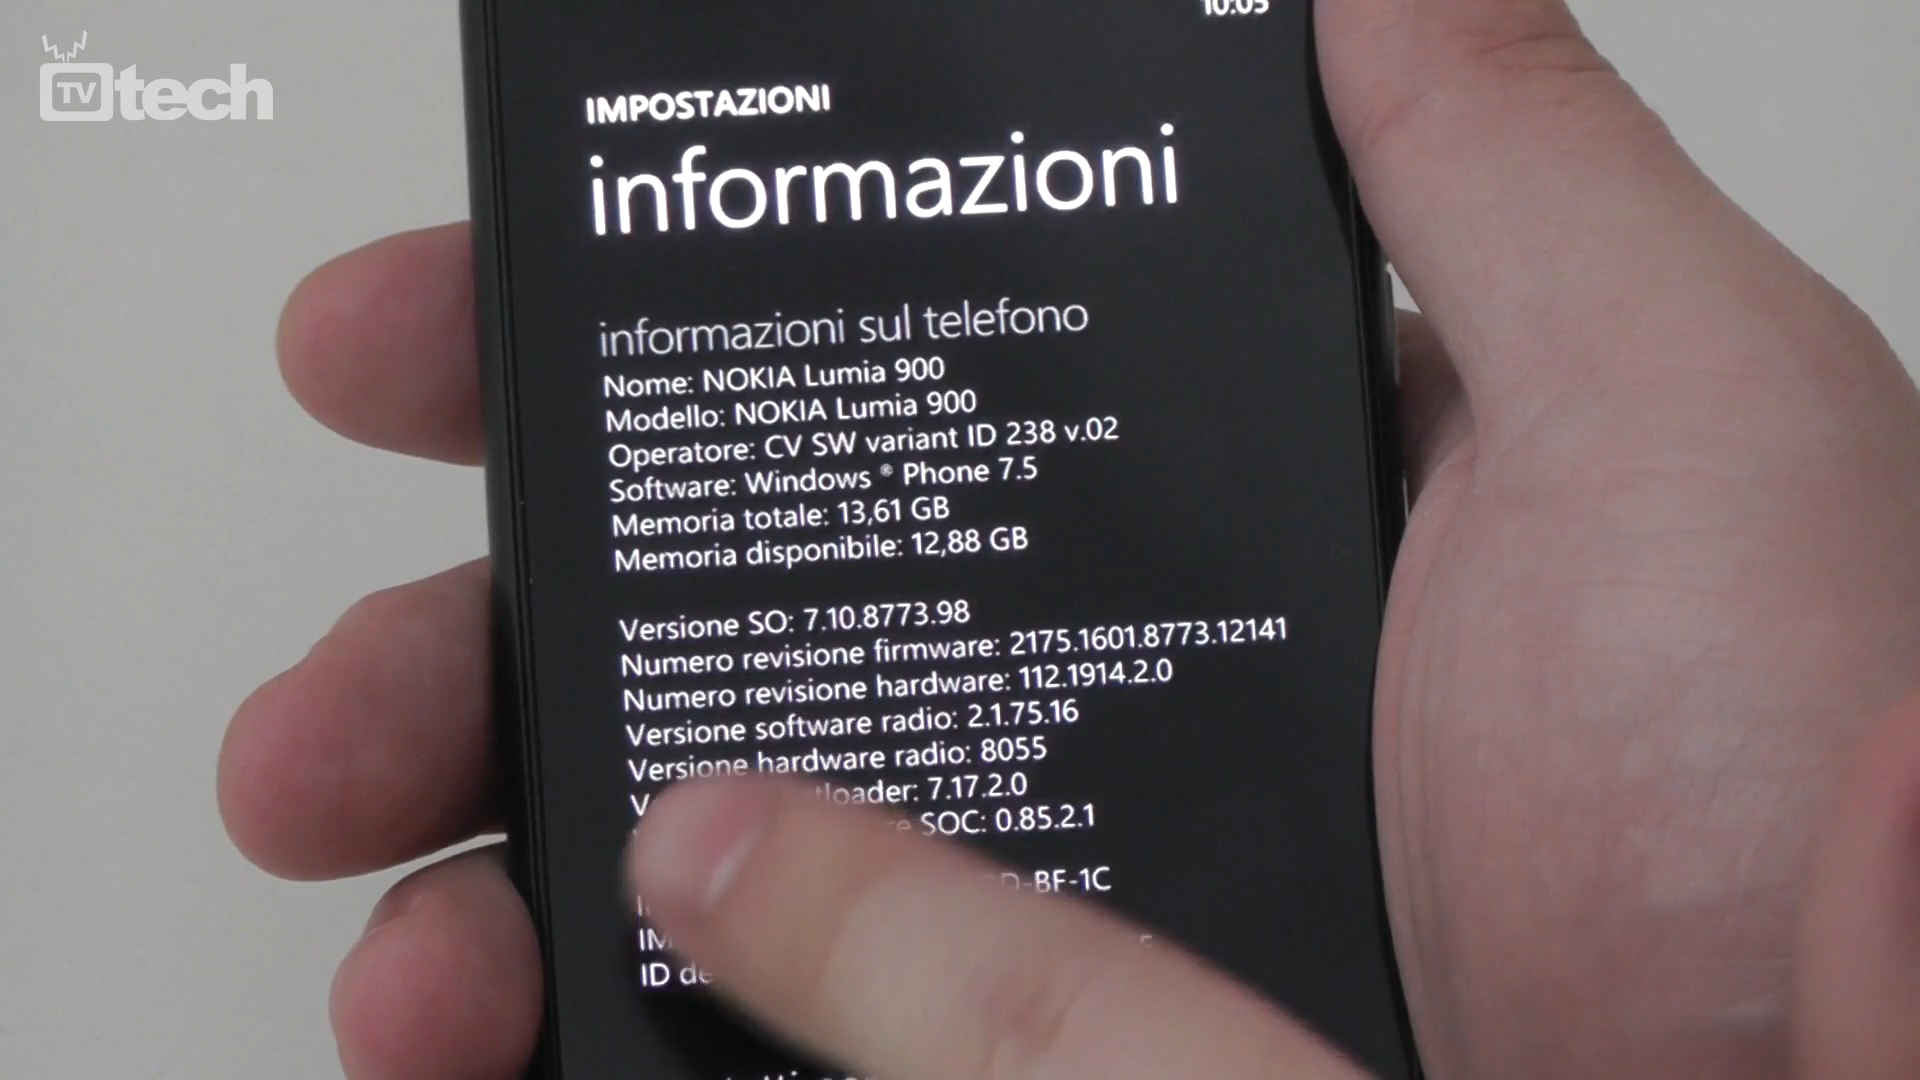 TV tech
10:05
IMPOSTAZIONI
informazioni
informazioni sul telefono
Nome: NOKIA Lumia 900
Modello: NOKIA Lumia 900
Operatore: CV SW variant ID 238 v.02
Software: Windows ® Phone 7.5
Memoria totale: 13,61 GB
Memoria disponibile: 12,88 GB
Versione SO: 7.10.8773.98
Numero revisione firmware: 2175.1601.8773.12141
Numero revisione hardware: 112.1914.2.0
Versione software radio: 2.1.75.16
Versione hardware radio: 8055
7.17.2.0
SOC: 0.85.2.1
-BF-1C
ID